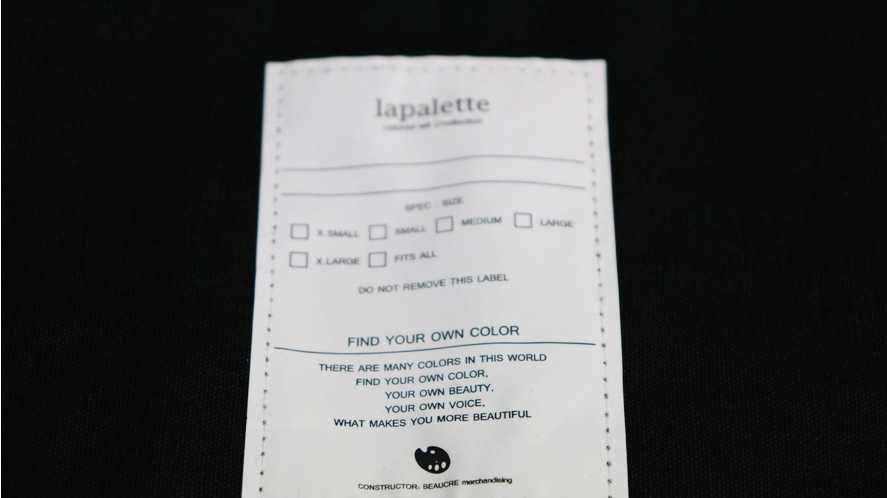 lapalette
SPEC : SIZE
X.SMALL SMALL MEDIUM LARGE
X.LARGE FITS ALL
DO NOT REMOVE THIS LABEL
FIND YOUR OWN COLOR
THERE ARE MANY COLORS IN THIS WORLD
FIND YOUR OWN COLOR,
YOUR OWN BEAUTY,
YOUR OWN VOICE,
WHAT MAKES YOU MORE BEAUTIFUL
CONSTRUCTOR: BEAUCRE merchandising